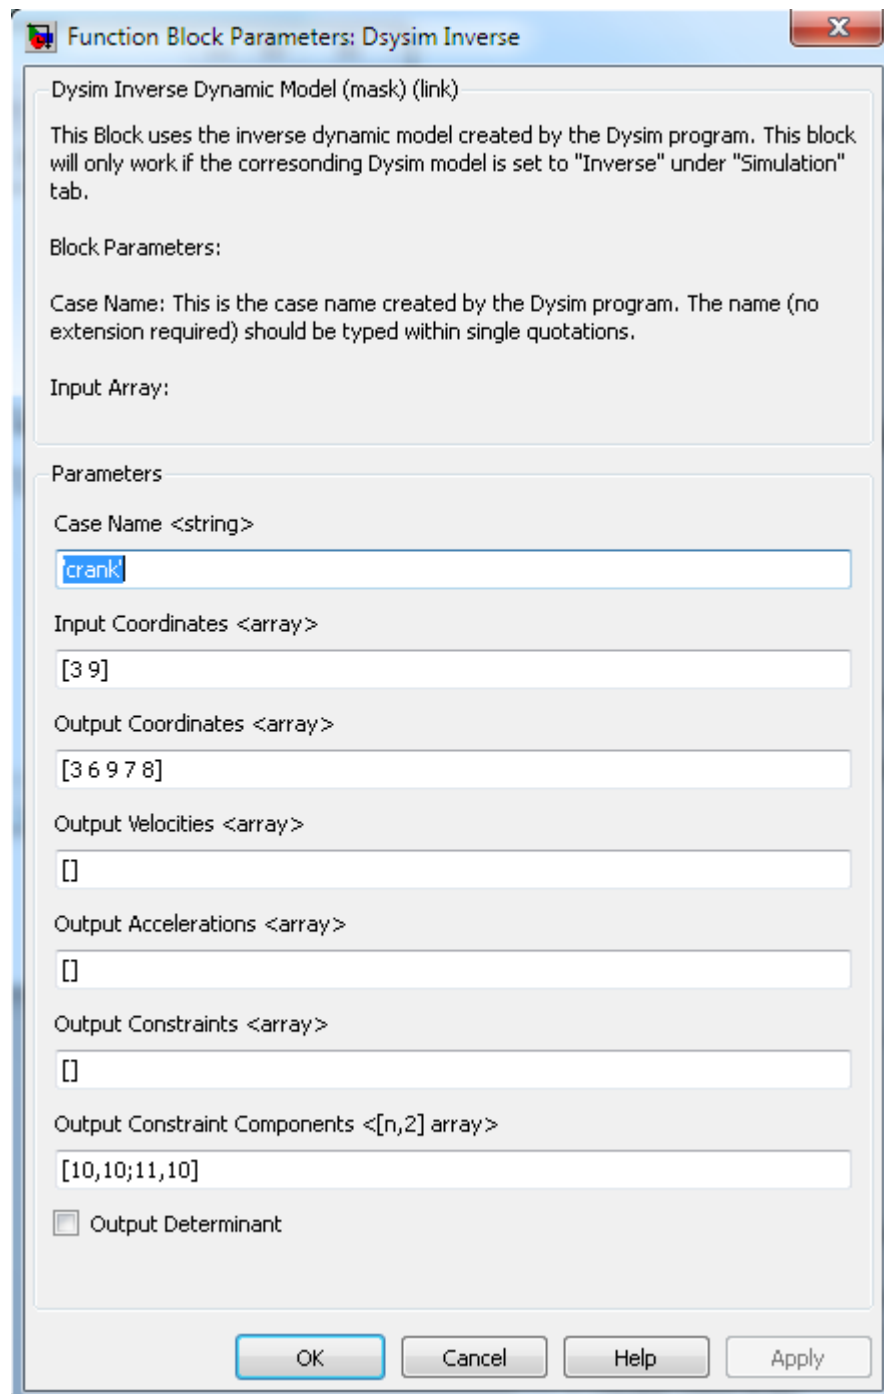 Function Block Parameters: Dsysim Inverse
Dysim Inverse Dynamic Model (mask) (link)
This Block uses the inverse dynamic model created by the Dysim program. This block
will only work if the corresonding Dysim model is set to "Inverse" under "Simulation"
tab.
Block Parameters:
Case Name: This is the case name created by the Dysim program. The name (no
extension required) should be typed within single quotations.
Input Array:
Parameters
Case Name <string>
'crank'
Input Coordinates <array>
[3 9]
Output Coordinates <array>
[3 6 9 7 8]
Output Velocities <array>
[]
Output Accelerations <array>
[]
Output Constraints <array>
[]
Output Constraint Components <[n,2] array>
[10,10;11,10]
Output Determinant
OK Cancel Help Apply